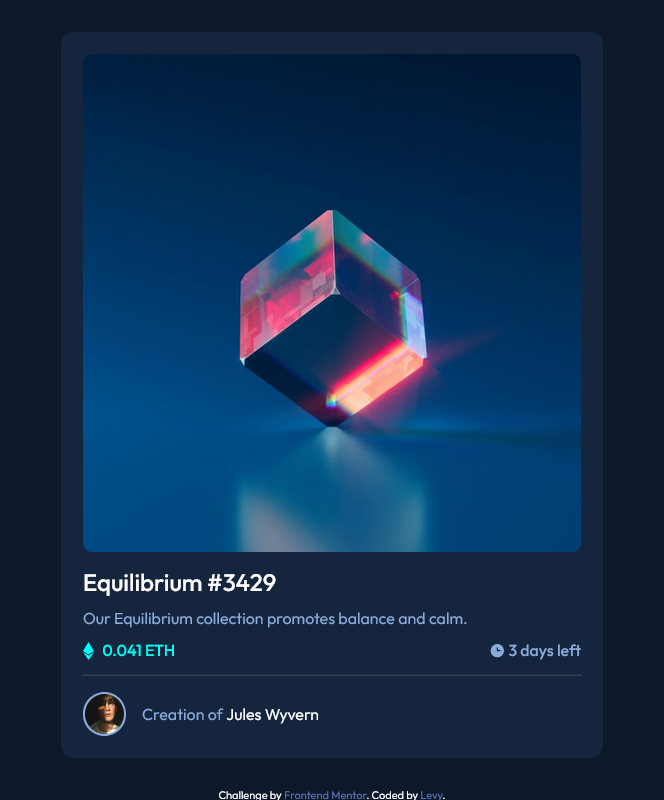 Equilibrium #3429
Our Equilibrium collection promotes balance and calm.
0.041 ETH
3 days left
Creation of Jules Wyvern
Challenge by Frontend Mentor. Coded by Levy.